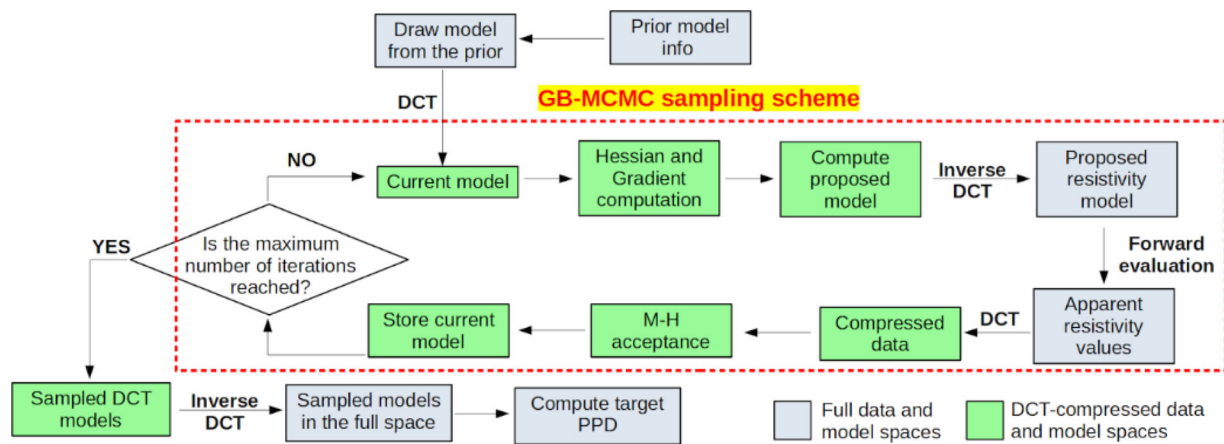 Draw model
from the prior
Prior model
info
DCT
GB-MCMC sampling scheme
NO
Current model
Hessian and
Gradient
computation
Compute
proposed
model
Inverse
DCT
Proposed
resistivity
model
YES
Is the maximum
number of iterations
reached?
Forward
evaluation
Store current
model
M-H
acceptance
Compressed
data
DCT
Apparent
resistivity
values
Sampled DCT
models
Inverse
DCT
Sampled models
in the full space
Compute target
PPD
Full data and
model spaces
DCT-compressed data
and model spaces